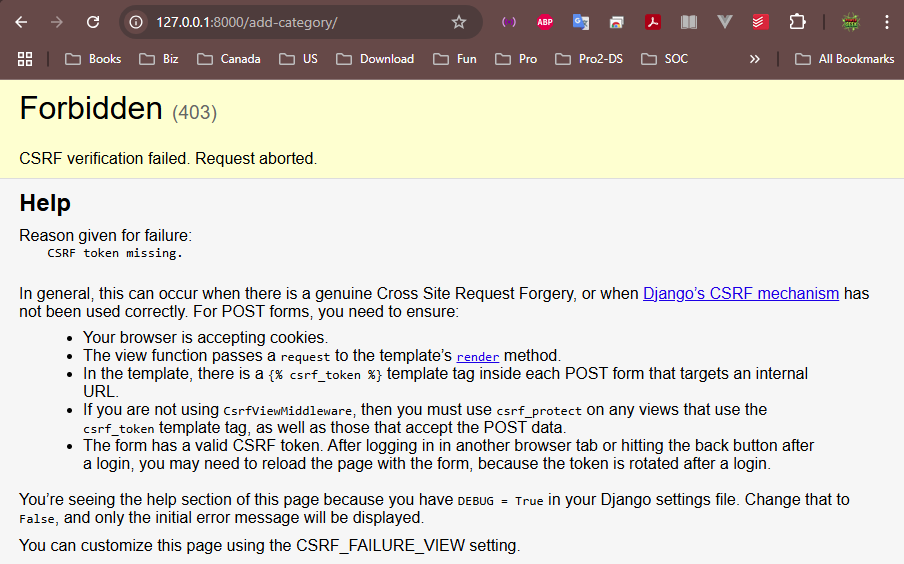 127.0.0.1:8000/add-category/
ABP
Books
Biz
Canada
US
Download
Fun
Pro
Pro2-DS
SOC
All Bookmarks
Forbidden (403)
CSRF verification failed. Request aborted.
Help
Reason given for failure:
CSRF token missing.
In general, this can occur when there is a genuine Cross Site Request Forgery, or when Django’s CSRF mechanism has
not been used correctly. For POST forms, you need to ensure:
• Your browser is accepting cookies.
• The view function passes a request to the template’s render method.
• In the template, there is a {% csrf_token %} template tag inside each POST form that targets an internal
URL.
• If you are not using CsrfViewMiddleware, then you must use csrf_protect on any views that use the
csrf_token template tag, as well as those that accept the POST data.
• The form has a valid CSRF token. After logging in in another browser tab or hitting the back button after
a login, you may need to reload the page with the form, because the token is rotated after a login.
You’re seeing the help section of this page because you have DEBUG = True in your Django settings file. Change that to
False, and only the initial error message will be displayed.
You can customize this page using the CSRF_FAILURE_VIEW setting.